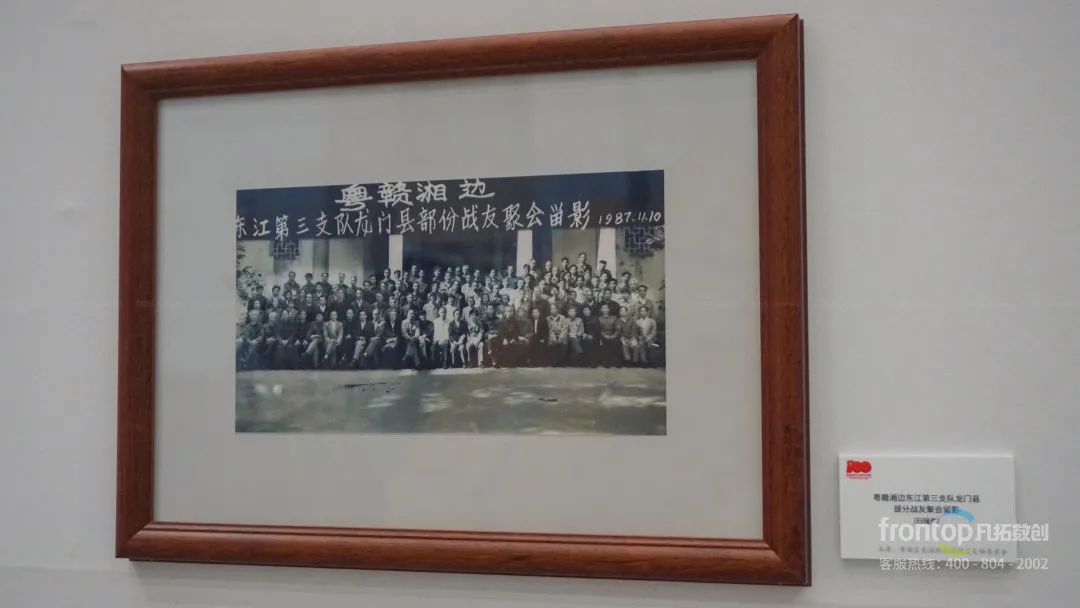 粤赣湘边
东江第三支队龙门县部份战友聚会留影 1987.11.10
100
粤赣湘边东江第三支队龙门县
部分战友聚会留影
frontop凡拓数创
客服热线：400 - 804 - 2002